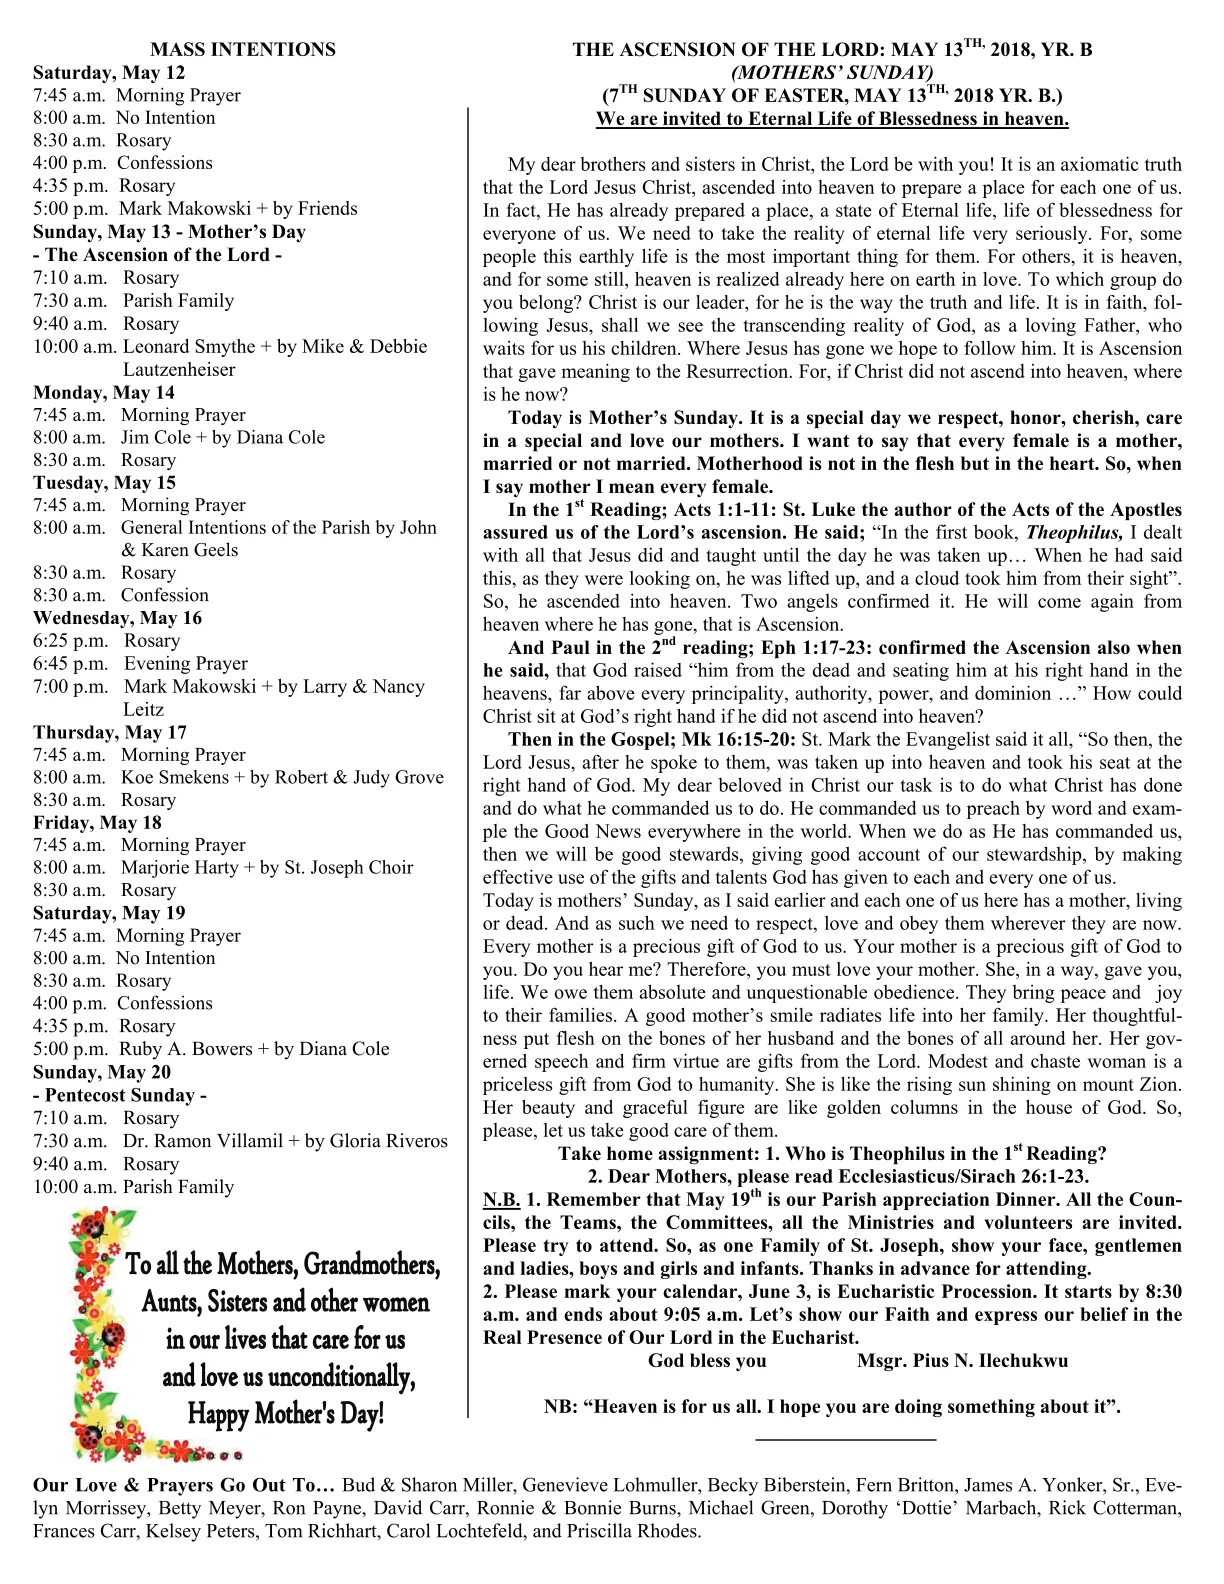 MASS INTENTIONS
Saturday, May 12
7:45 a.m. Morning Prayer
8:00 a.m. No Intention
8:30 a.m. Rosary
4:00 p.m. Confessions
4:35 p.m. Rosary
5:00 p.m. Mark Makowski + by Friends
Sunday, May 13 - Mother's Day
- The Ascension of the Lord -
7:10 a.m. Rosary
7:30 a.m. Parish Family
9:40 a.m. Rosary
10:00 a.m. Leonard Smythe + by Mike & Debbie
Lautzenheiser
Monday, May 14
7:45 a.m. Morning Prayer
8:00 a.m. Jim Cole + by Diana Cole
8:30 a.m. Rosary
Tuesday, May 15
7:45 a.m. Morning Prayer
8:00 a.m. General Intentions of the Parish by John
& Karen Geels
8:30 a.m. Rosary
8:30 a.m. Confession
Wednesday, May 16
6:25 p.m. Rosary
6:45 p.m. Evening Prayer
7:00 p.m. Mark Makowski + by Larry & Nancy
Leitz
Thursday, May 17
7:45 a.m. Morning Prayer
8:00 a.m. Koe Smekens + by Robert & Judy Grove
8:30 a.m. Rosary
Friday, May 18
7:45 a.m. Morning Prayer
8:00 a.m. Marjorie Harty + by St. Joseph Choir
8:30 a.m. Rosary
Saturday, May 19
7:45 a.m. Morning Prayer
8:00 a.m. No Intention
8:30 a.m. Rosary
4:00 p.m. Confessions
4:35 p.m. Rosary
5:00 p.m. Ruby A. Bowers + by Diana Cole
Sunday, May 20
- Pentecost Sunday -
7:10 a.m. Rosary
7:30 a.m. Dr. Ramon Villamil + by Gloria Riveros
9:40 a.m. Rosary
10:00 a.m. Parish Family
To all the Mothers, Grandmothers,
Aunts, Sisters and other women
in our lives that care for us
and love us unconditionally,
Happy Mother's Day!
THE ASCENSION OF THE LORD: MAY 13TH, 2018, YR. B
(MOTHERS' SUNDAY)
(7TH SUNDAY OF EASTER, MAY 13TH, 2018 YR. B.)
We are invited to Eternal Life of Blessedness in heaven.
My dear brothers and sisters in Christ, the Lord be with you! It is an axiomatic truth
that the Lord Jesus Christ, ascended into heaven to prepare a place for each one of us.
In fact, He has already prepared a place, a state of Eternal life, life of blessedness for
everyone of us. We need to take the reality of eternal life very seriously. For, some
people this earthly life is the most important thing for them. For others, it is heaven,
and for some still, heaven is realized already here on earth in love. To which group do
you belong? Christ is our leader, for he is the way the truth and life. It is in faith, fol-
lowing Jesus, shall we see the transcending reality of God, as a loving Father, who
waits for us his children. Where Jesus has gone we hope to follow him. It is Ascension
that gave meaning to the Resurrection. For, if Christ did not ascend into heaven, where
is he now?
Today is Mother's Sunday. It is a special day we respect, honor, cherish, care
in a special and love our mothers. I want to say that every female is a mother,
married or not married. Motherhood is not in the flesh but in the heart. So, when
I say mother I mean every female.
In the 1st Reading; Acts 1:1-11: St. Luke the author of the Acts of the Apostles
assured us of the Lord's ascension. He said; "In the first book, Theophilus, I dealt
with all that Jesus did and taught until the day he was taken up… When he had said
this, as they were looking on, he was lifted up, and a cloud took him from their sight".
So, he ascended into heaven. Two angels confirmed it. He will come again from
heaven where he has gone, that is Ascension.
And Paul in the 2nd reading; Eph 1:17-23: confirmed the Ascension also when
he said, that God raised "him from the dead and seating him at his right hand in the
heavens, far above every principality, authority, power, and dominion …" How could
Christ sit at God's right hand if he did not ascend into heaven?
Then in the Gospel; Mk 16:15-20: St. Mark the Evangelist said it all, "So then, the
Lord Jesus, after he spoke to them, was taken up into heaven and took his seat at the
right hand of God. My dear beloved in Christ our task is to do what Christ has done
and do what he commanded us to do. He commanded us to preach by word and exam-
ple the Good News everywhere in the world. When we do as He has commanded us,
then we will be good stewards, giving good account of our stewardship, by making
effective use of the gifts and talents God has given to each and every one of us.
Today is mothers' Sunday, as I said earlier and each one of us here has a mother, living
or dead. And as such we need to respect, love and obey them wherever they are now.
Every mother is a precious gift of God to us. Your mother is a precious gift of God to
you. Do you hear me? Therefore, you must love your mother. She, in a way, gave you,
life. We owe them absolute and unquestionable obedience. They bring peace and joy
to their families. A good mother's smile radiates life into her family. Her thoughtful-
ness put flesh on the bones of her husband and the bones of all around her. Her gov-
erned speech and firm virtue are gifts from the Lord. Modest and chaste woman is a
priceless gift from God to humanity. She is like the rising sun shining on mount Zion.
Her beauty and graceful figure are like golden columns in the house of God. So,
please, let us take good care of them.
Take home assignment: 1. Who is Theophilus in the 1st Reading?
2. Dear Mothers, please read Ecclesiasticus/Sirach 26:1-23.
N.B. 1. Remember that May 19th is our Parish appreciation Dinner. All the Coun-
cils, the Teams, the Committees, all the Ministries and volunteers are invited.
Please try to attend. So, as one Family of St. Joseph, show your face, gentlemen
and ladies, boys and girls and infants. Thanks in advance for attending.
2. Please mark your calendar, June 3, is Eucharistic Procession. It starts by 8:30
a.m. and ends about 9:05 a.m. Let's show our Faith and express our belief in the
Real Presence of Our Lord in the Eucharist.
God bless you Msgr. Pius N. Ilechukwu
NB: "Heaven is for us all. I hope you are doing something about it".
Our Love & Prayers Go Out To… Bud & Sharon Miller, Genevieve Lohmuller, Becky Biberstein, Fern Britton, James A. Yonker, Sr., Eve-
lyn Morrissey, Betty Meyer, Ron Payne, David Carr, Ronnie & Bonnie Burns, Michael Green, Dorothy 'Dottie' Marbach, Rick Cotterman,
Frances Carr, Kelsey Peters, Tom Richhart, Carol Lochtefeld, and Priscilla Rhodes.